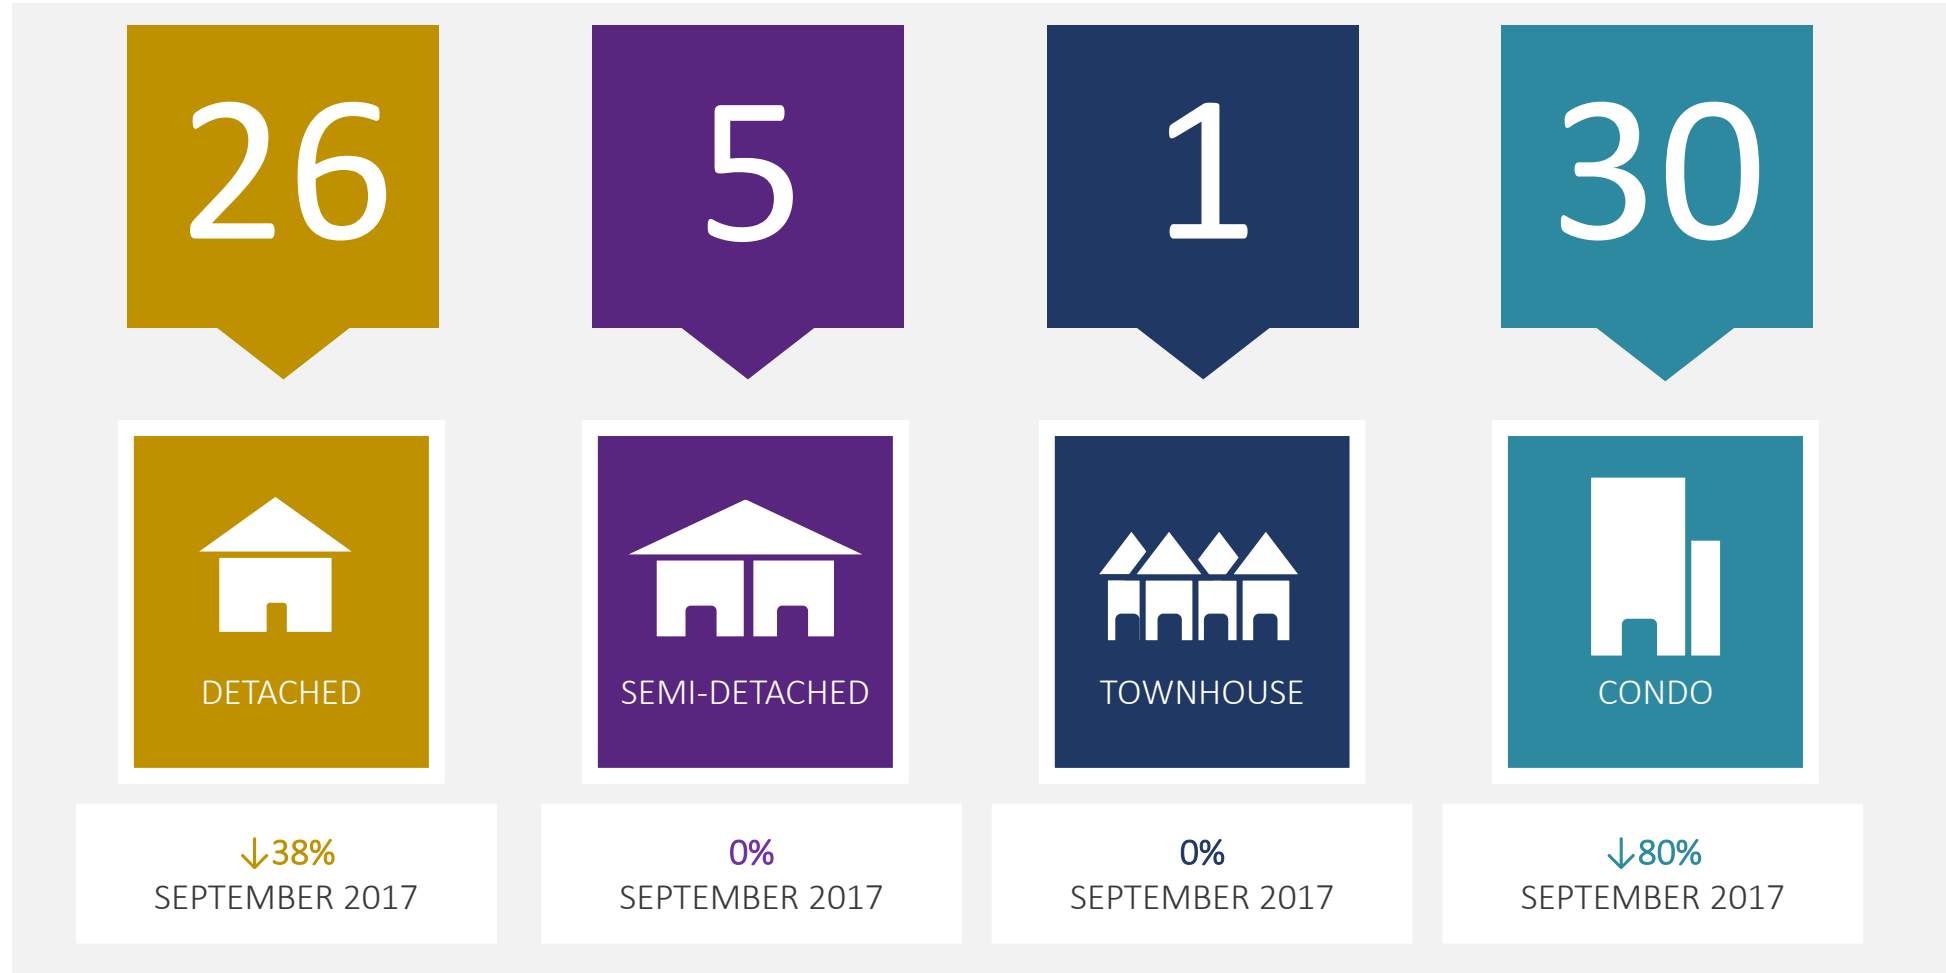 26
5
1
30
DETACHED
SEMI-DETACHED
TOWNHOUSE
CONDO
↓38%
SEPTEMBER 2017
0%
SEPTEMBER 2017
0%
SEPTEMBER 2017
↓80%
SEPTEMBER 2017